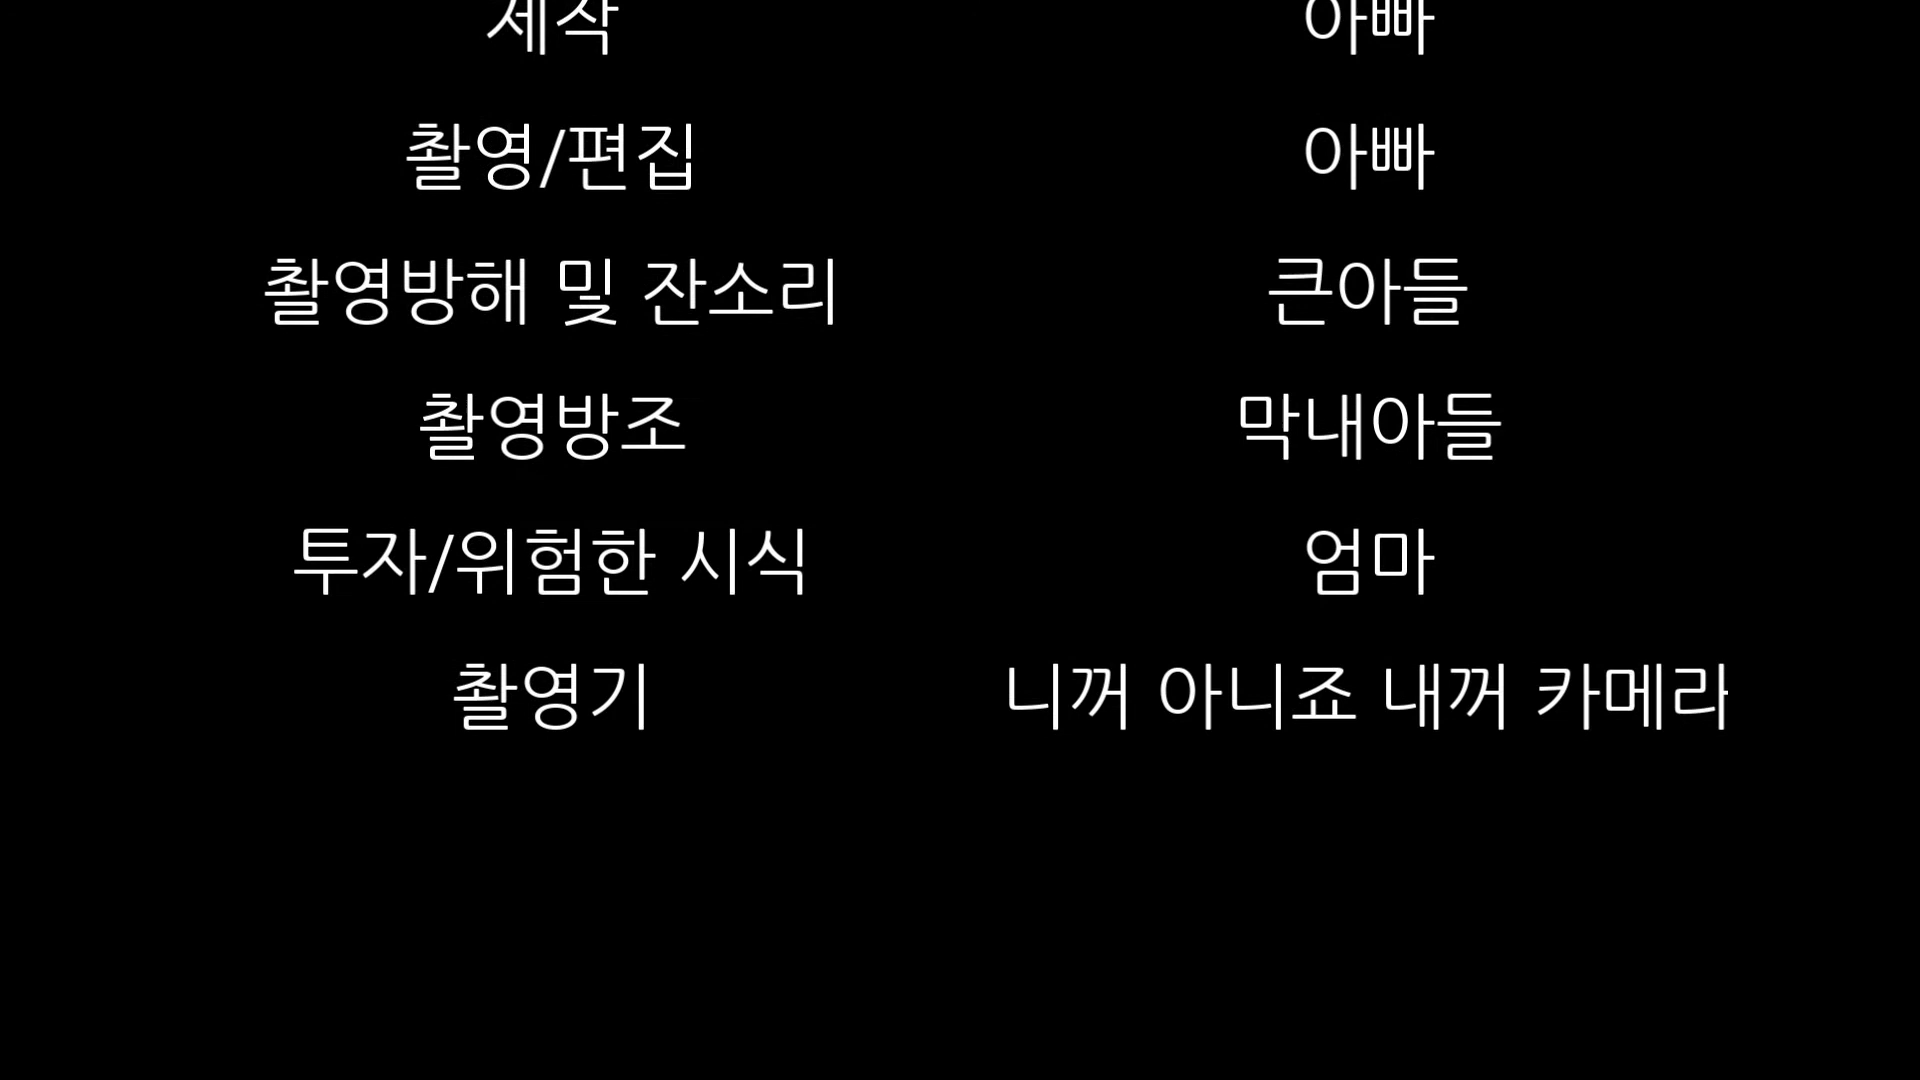 제작 아빠
촬영/편집 아빠
촬영방해 및 잔소리 큰아들
촬영방조 막내아들
투자/위험한 시식 엄마
촬영기 니꺼 아니죠 내꺼 카메라